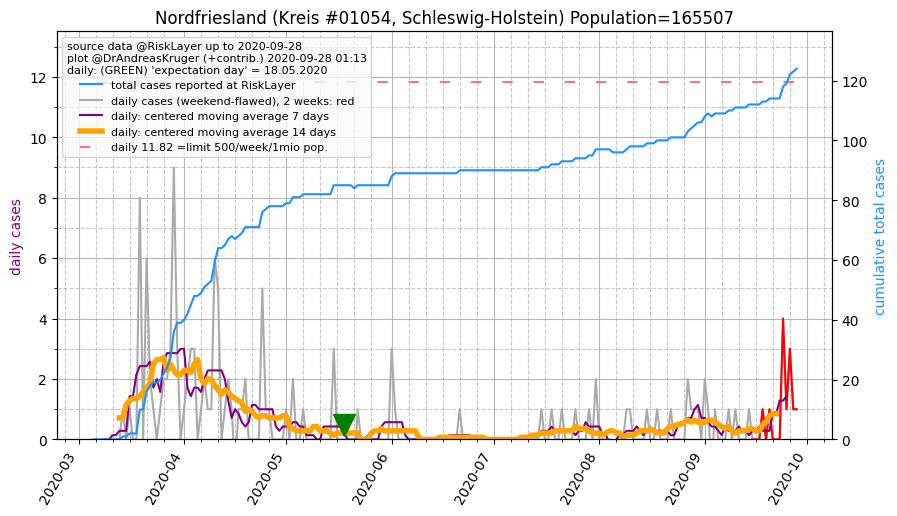 Nordfriesland (Kreis #01054, Schleswig-Holstein) Population=165507
source data @RiskLayer up to 2020-09-28
plot @DrAndreasKruger (+contrib.) 2020-09-28 01:13
daily: (GREEN) 'expectation day' = 18.05.2020
total cases reported at RiskLayer
daily cases (weekend-flawed), 2 weeks: red
daily: centered moving average 7 days
daily: centered moving average 14 days
daily 11.82 =limit 500/week/1mio pop.
daily cases
12
10
8
6
4
2
0
cumulative total cases
120
100
80
60
40
20
0
2020-03
2020-04
2020-05
2020-06
2020-07
2020-08
2020-09
2020-10